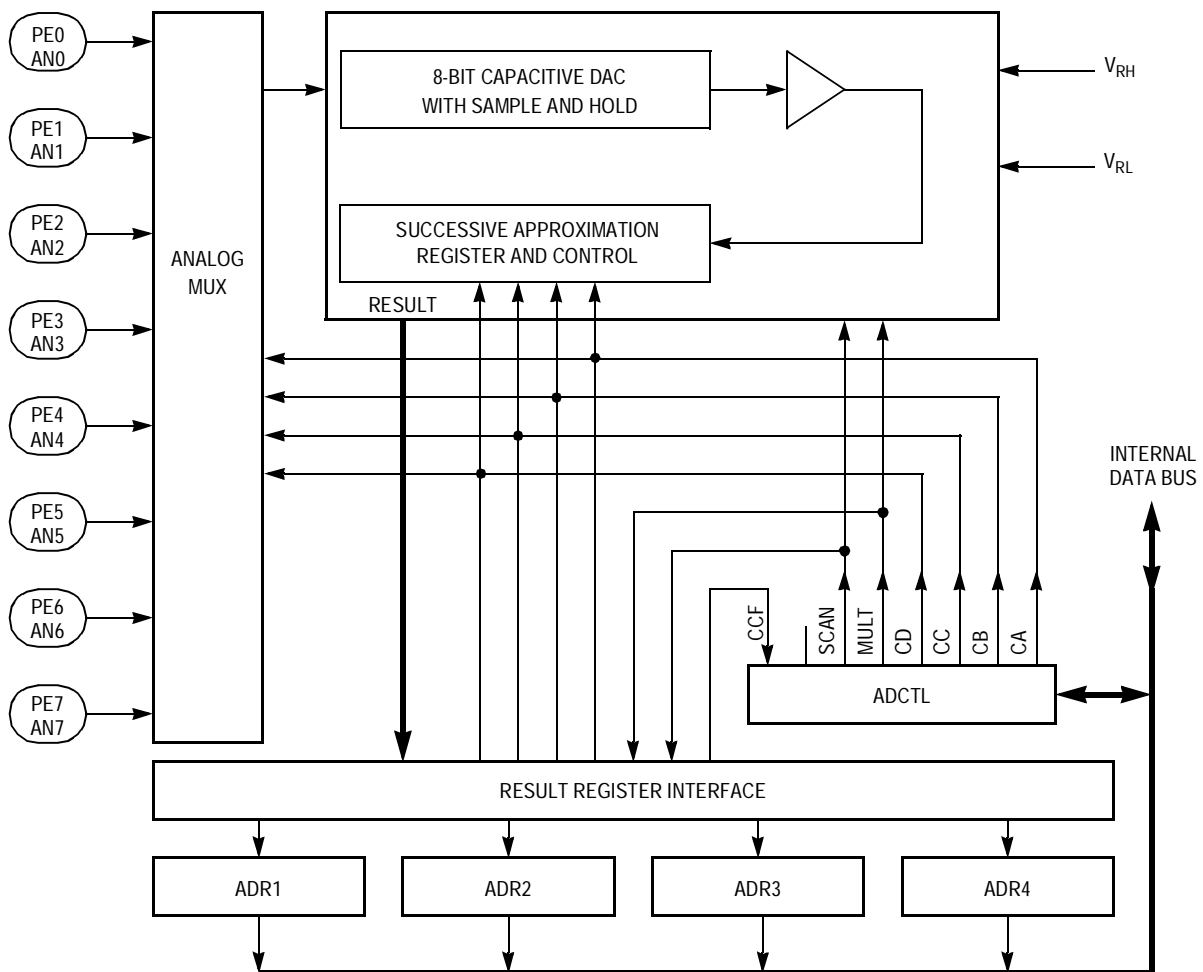 PE0
AN0
PE1
AN1
PE2
AN2
PE3
AN3
PE4
AN4
PE5
AN5
PE6
AN6
PE7
AN7
ANALOG
MUX
8-BIT CAPACITIVE DAC
WITH SAMPLE AND HOLD
SUCCESSIVE APPROXIMATION
REGISTER AND CONTROL
RESULT
VRH
VRL
INTERNAL
DATA BUS
CCF
SCAN
MULT
CD
CC
CB
CA
ADCTL
RESULT REGISTER INTERFACE
ADR1
ADR2
ADR3
ADR4